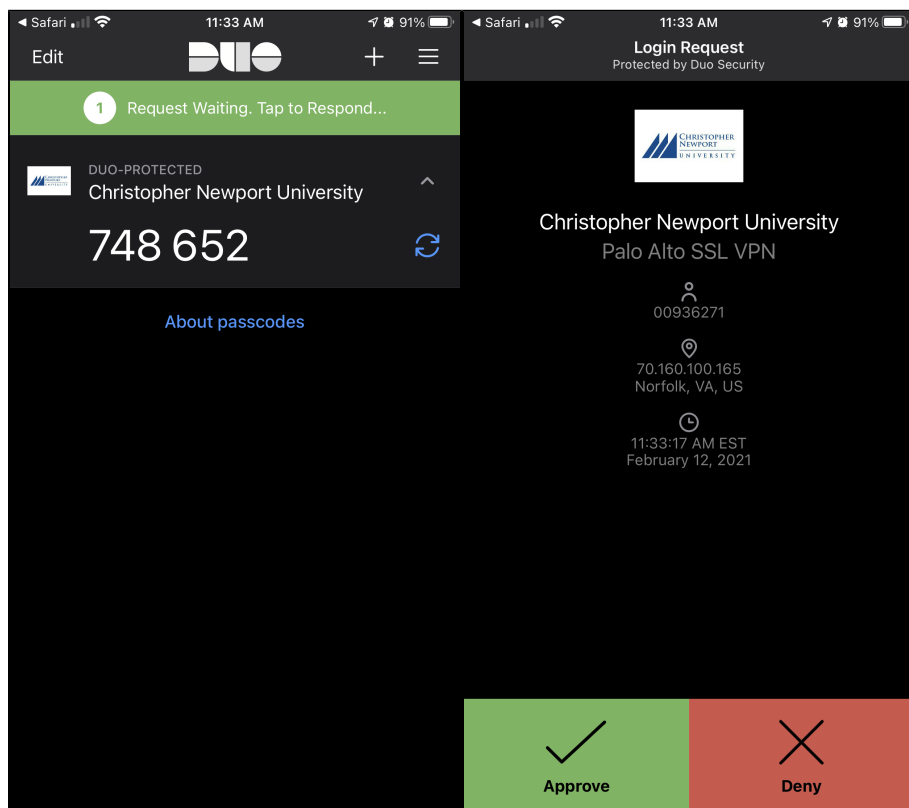 Safari
11:33 AM
91%
Edit
DUO
1 Request Waiting. Tap to Respond...
DUO-PROTECTED
Christopher Newport University
748 652
About passcodes
Safari
11:33 AM
91%
Login Request
Protected by Duo Security
CHRISTOPHER
NEWPORT
UNIVERSITY
Christopher Newport University
Palo Alto SSL VPN
00936271
70.160.100.165
Norfolk, VA, US
11:33:17 AM EST
February 12, 2021
Approve
Deny